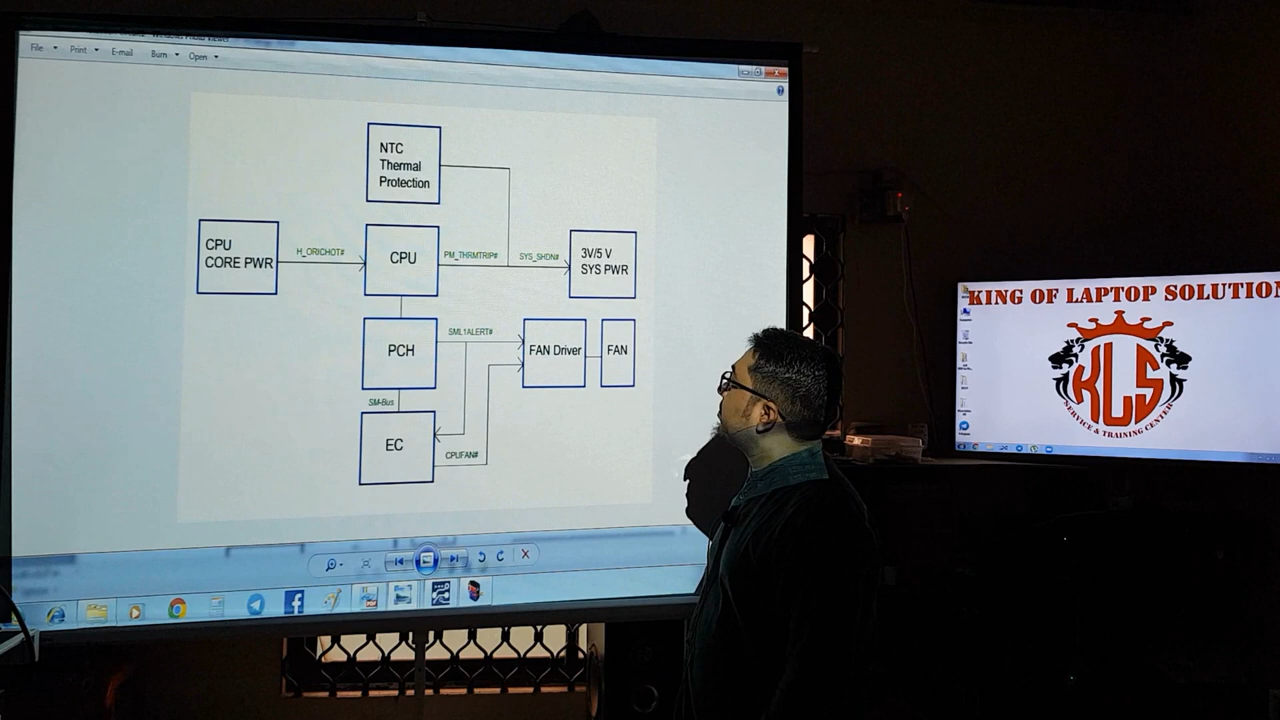 File
Print
E-mail
Burn
Open
NTC
Thermal
Protection
CPU
CORE PWR
H_ORICHOT#
CPU
PM_THRMTRIP#
SYS_SHDN#
3V/5 V
SYS PWR
PCH
SML1ALERT#
FAN Driver
FAN
SM-Bus
EC
CPUFAN#
KING OF LAPTOP SOLUTION
KLS
SERVICE & TRAINING CENTER